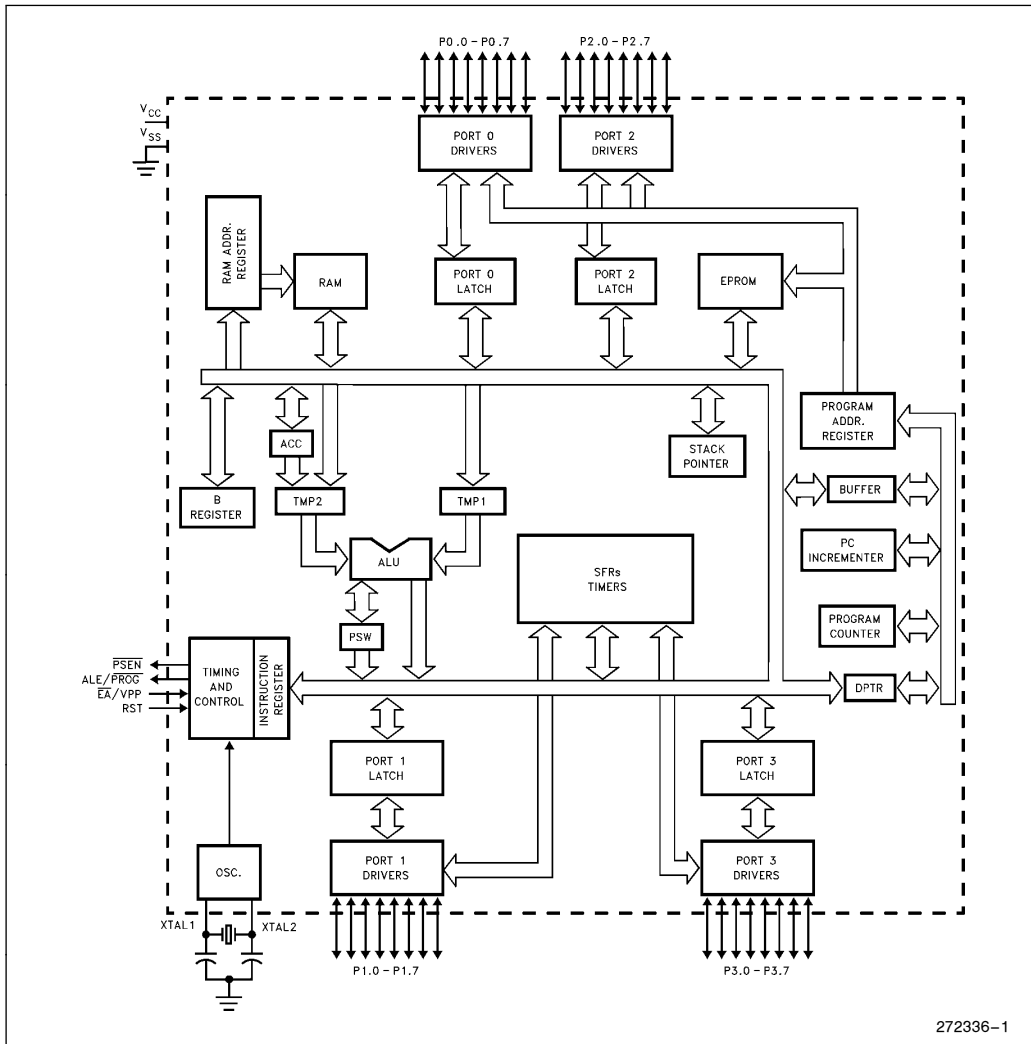 P0.0–P0.7
P2.0–P2.7
VCC
VSS
PORT 0
DRIVERS
PORT 2
DRIVERS
RAM ADDR.
REGISTER
RAM
PORT 0
LATCH
PORT 2
LATCH
EPROM
PROGRAM
ADDR.
REGISTER
ACC
STACK
POINTER
B
REGISTER
TMP2
TMP1
BUFFER
ALU
SFRs
TIMERS
PC
INCREMENTER
PSW
PROGRAM
COUNTER
PSEN
ALE/PROG
EA/VPP
RST
TIMING
AND
CONTROL
INSTRUCTION
REGISTER
DPTR
PORT 1
LATCH
PORT 3
LATCH
OSC.
PORT 1
DRIVERS
PORT 3
DRIVERS
XTAL1
XTAL2
P1.0–P1.7
P3.0–P3.7
272336–1